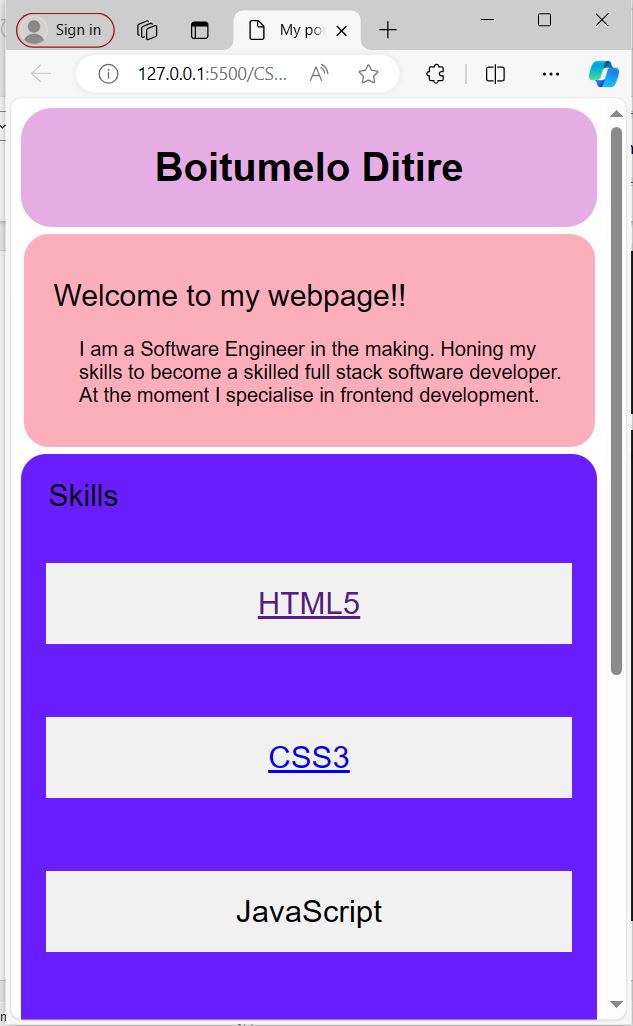 Sign in
My po
127.0.0.1:5500/CS...
Boitumelo Ditire
Welcome to my webpage!!
I am a Software Engineer in the making. Honing my
skills to become a skilled full stack software developer.
At the moment I specialise in frontend development.
Skills
HTML5
CSS3
JavaScript